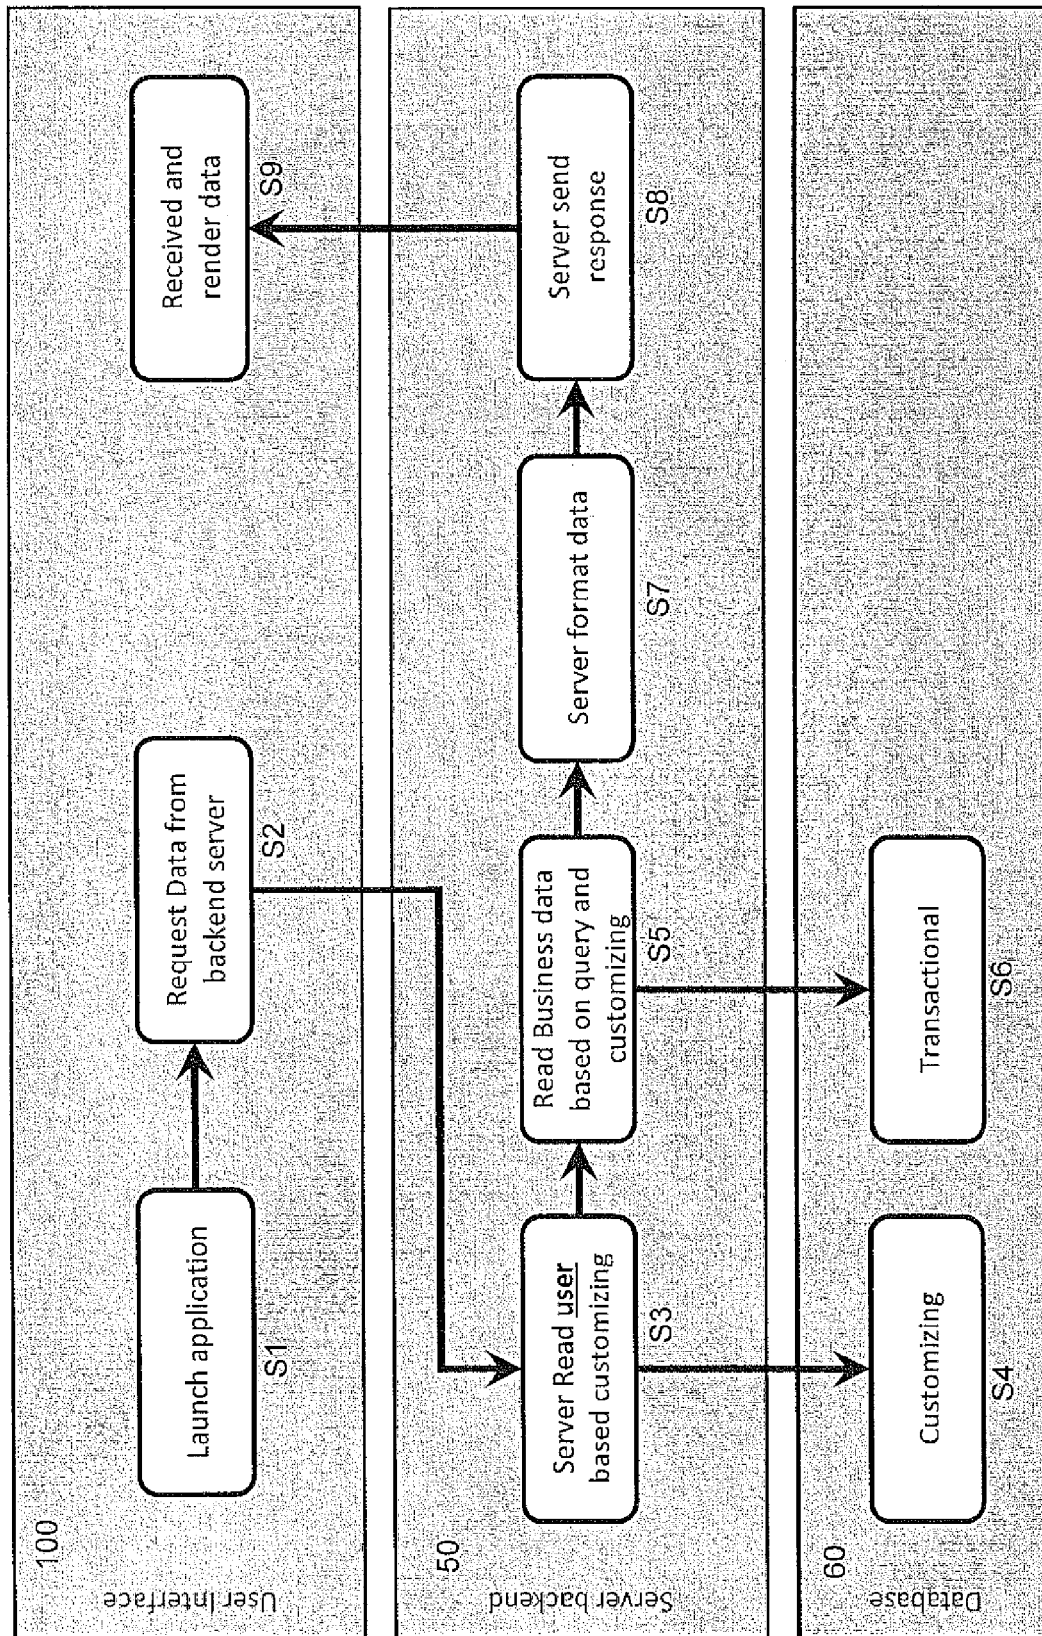 100
User Interface
Launch application
S1
Request Data from
backend server
S2
Received and
render data
S9
50
Server backend
Server Read user
based customizing
S3
Read Business data
based on query and
customizing
S5
Server format data
S7
Server send
response
S8
60
Database
Customizing
S4
Transactional
S6